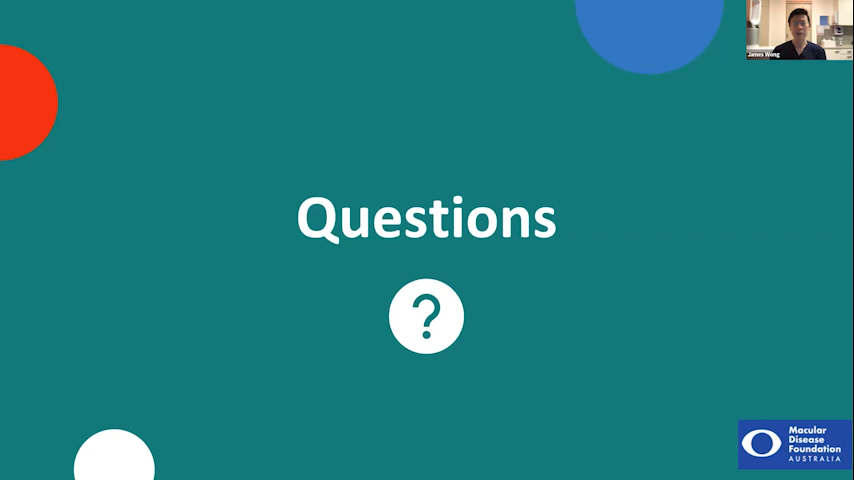 James Wong
Questions
?
Macular
Disease
Foundation
AUSTRALIA